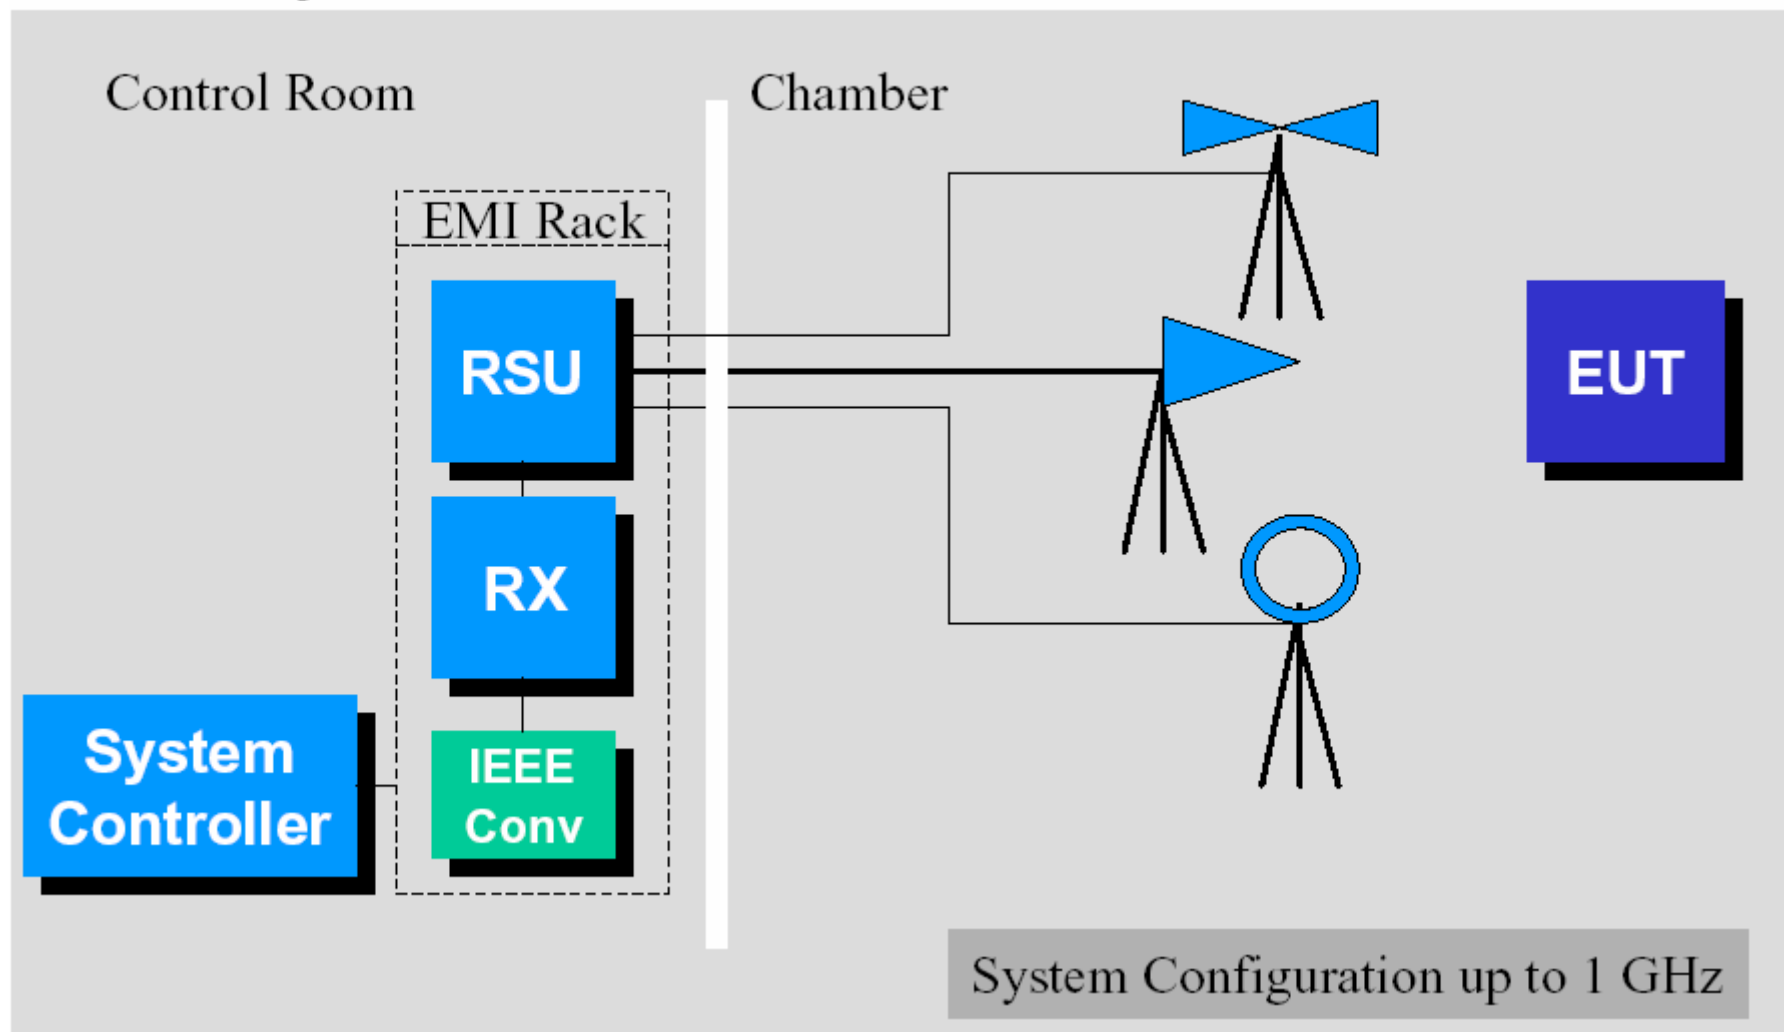 Control Room
Chamber
EMI Rack
RSU
EUT
RX
System
Controller
IEEE
Conv
System Configuration up to 1 GHz